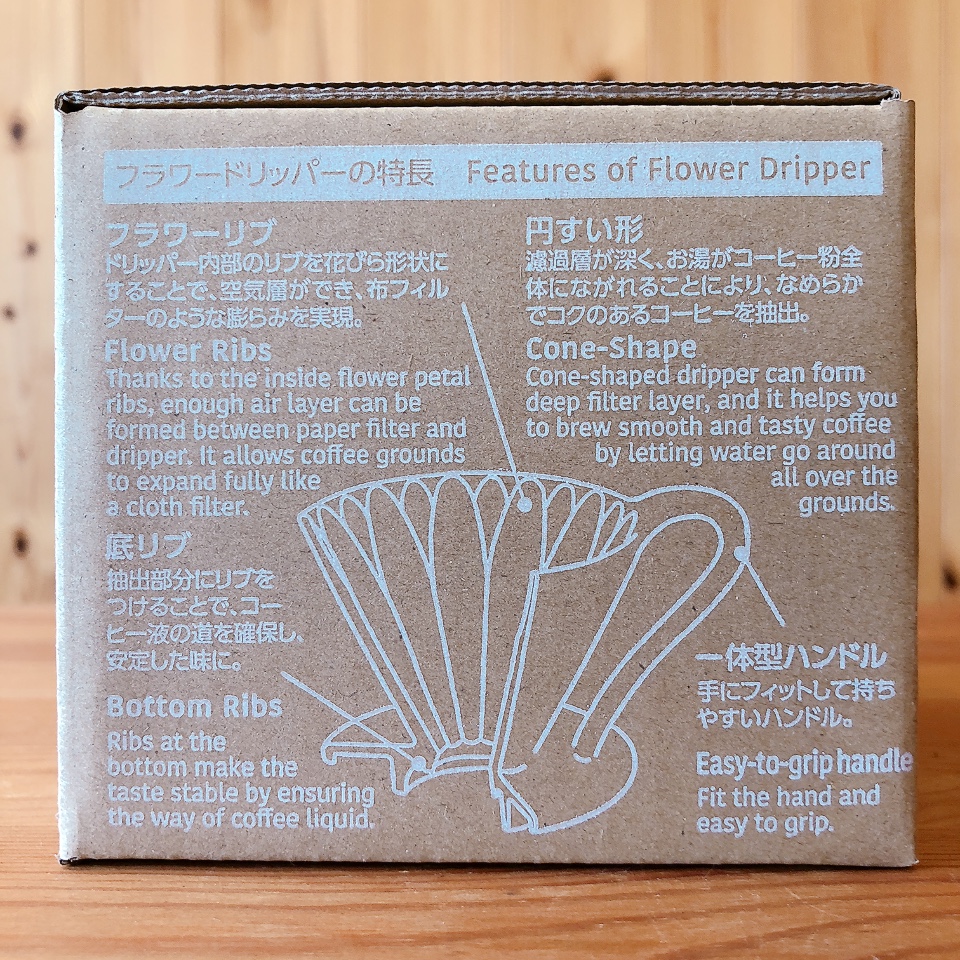 フラワードリッパーの特長 Features of Flower Dripper
フラワーリブ
ドリッパー内部のリブを花びら形状に
することで、空気層ができ、布フィル
ターのような膨らみを実現。
Flower Ribs
Thanks to the inside flower petal
ribs, enough air layer can be
formed between paper filter and
dripper. It allows coffee grounds
to expand fully like
a cloth filter.
円すい形
濾過層が深く、お湯がコーヒー粉全
体にながれることにより、なめらか
でコクのあるコーヒーを抽出。
Cone-Shape
Cone-shaped dripper can form
deep filter layer, and it helps you
to brew smooth and tasty coffee
by letting water go around
all over the
grounds.
底リブ
抽出部分にリブを
つけることで、コー
ヒー液の道を確保し、
安定した味に。
Bottom Ribs
Ribs at the
bottom make the
taste stable by ensuring
the way of coffee liquid.
一体型ハンドル
手にフィットして持ち
やすいハンドル。
Easy-to-grip handle
Fit the hand and
easy to grip.